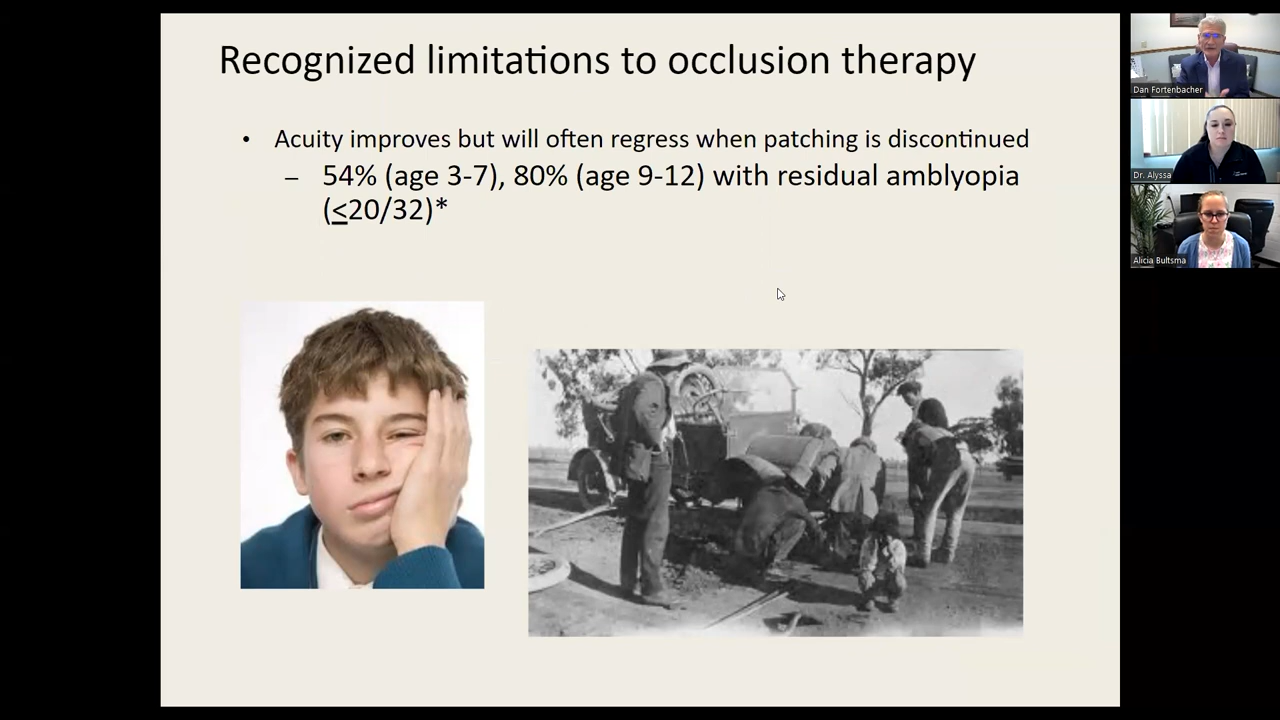 Recognized limitations to occlusion therapy
• Acuity improves but will often regress when patching is discontinued
– 54% (age 3-7), 80% (age 9-12) with residual amblyopia
(≤20/32)*
Dan Fortenbacher
Dr. Alyssa
Alicia Bultsma